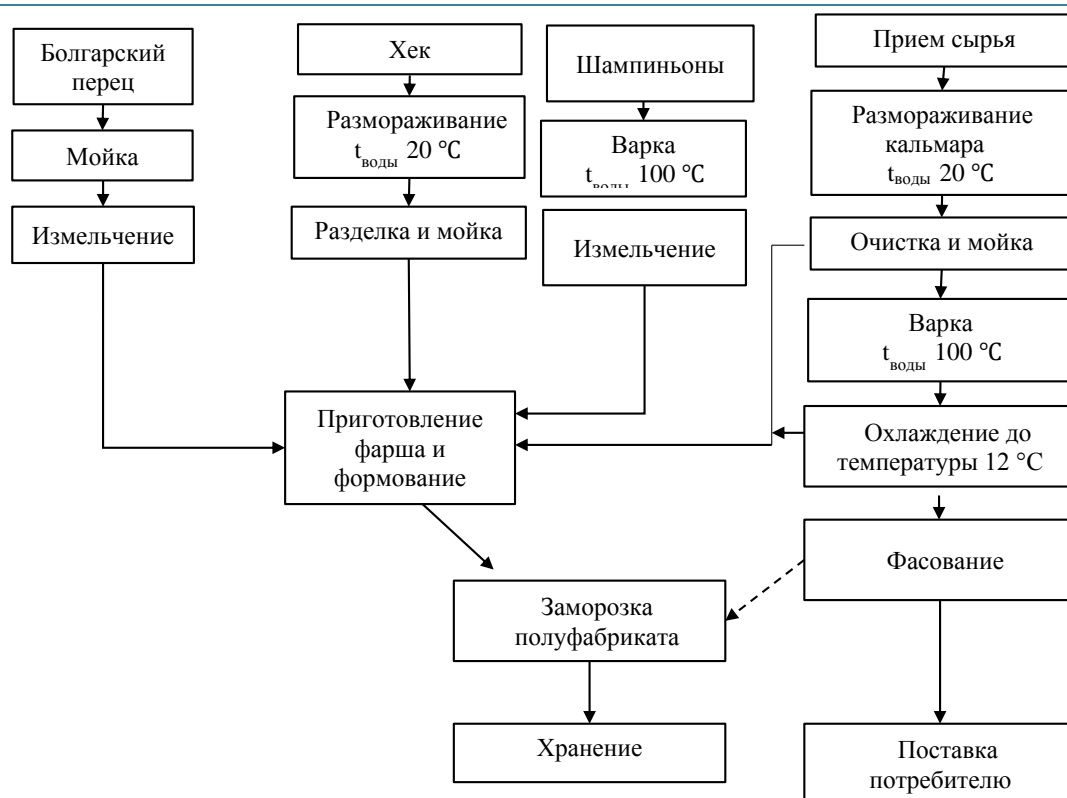 Болгарский
перец
Мойка
Измельчение
Хек
Размораживание
tводы 20 °C
Разделка и мойка
Шампиньоны
Варка
tводы 100 °C
Измельчение
Прием сырья
Размораживание
кальмара
tводы 20 °C
Очистка и мойка
Варка
tводы 100 °C
Охлаждение до
температуры 12 °C
Приготовление
фарша и
формование
Фасование
Заморозка
полуфабриката
Хранение
Поставка
потребителю